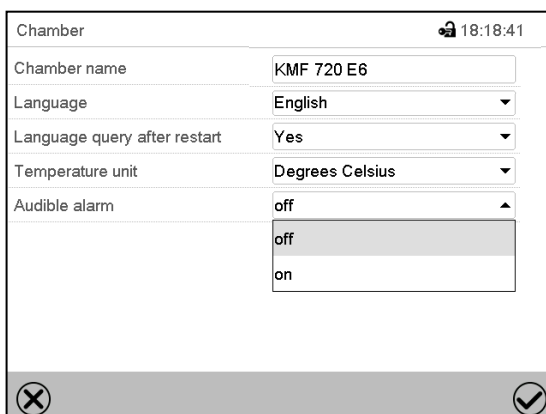 Chamber 18:18:41
Chamber name KMF 720 E6
Language English
Language query after restart Yes
Temperature unit Degrees Celsius
Audible alarm off
off
on